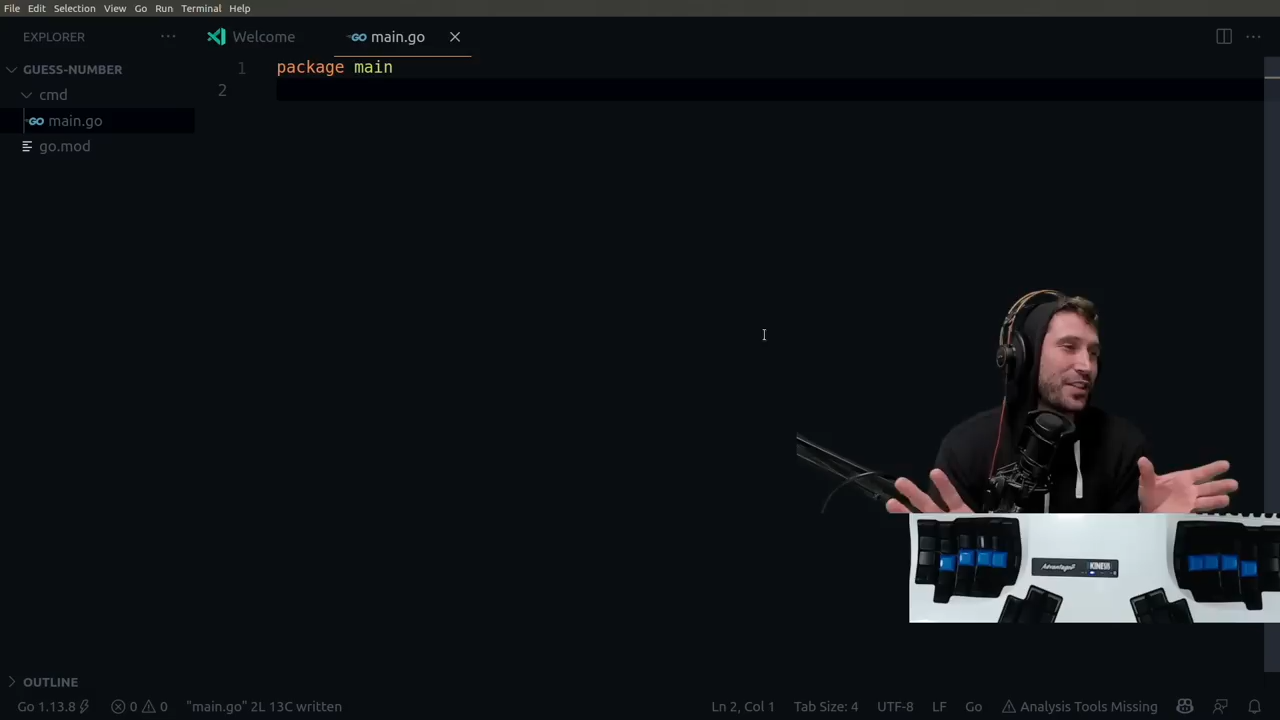 File Edit Selection View Go Run Terminal Help
EXPLORER
Welcome
main.go
GUESS-NUMBER
cmd
main.go
go.mod
1 package main
2
Advantage2 KINESIS
OUTLINE
Go 1.13.8 0 0 "main.go" 2L 13C written Ln 2, Col 1 Tab Size: 4 UTF-8 LF Go Analysis Tools Missing